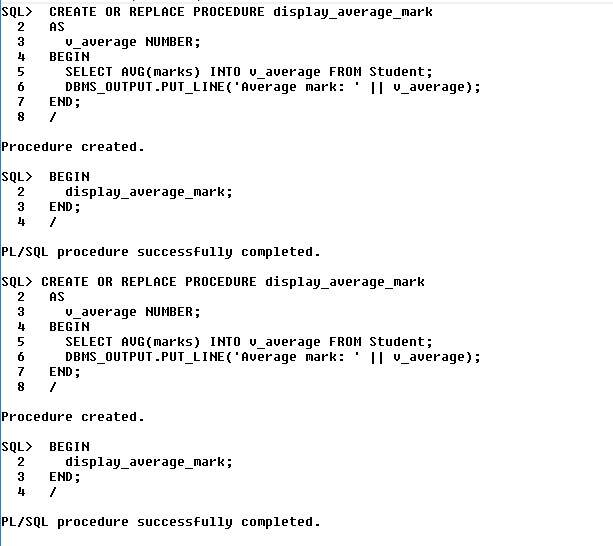 SQL>  CREATE OR REPLACE PROCEDURE display_average_mark
  2   AS
  3     v_average NUMBER;
  4   BEGIN
  5     SELECT AVG(marks) INTO v_average FROM Student;
  6     DBMS_OUTPUT.PUT_LINE('Average mark: ' || v_average);
  7   END;
  8   /
Procedure created.
SQL>  BEGIN
  2     display_average_mark;
  3   END;
  4   /
PL/SQL procedure successfully completed.
SQL> CREATE OR REPLACE PROCEDURE display_average_mark
  2   AS
  3     v_average NUMBER;
  4   BEGIN
  5     SELECT AVG(marks) INTO v_average FROM Student;
  6     DBMS_OUTPUT.PUT_LINE('Average mark: ' || v_average);
  7   END;
  8   /
Procedure created.
SQL>  BEGIN
  2     display_average_mark;
  3   END;
  4   /
PL/SQL procedure successfully completed.